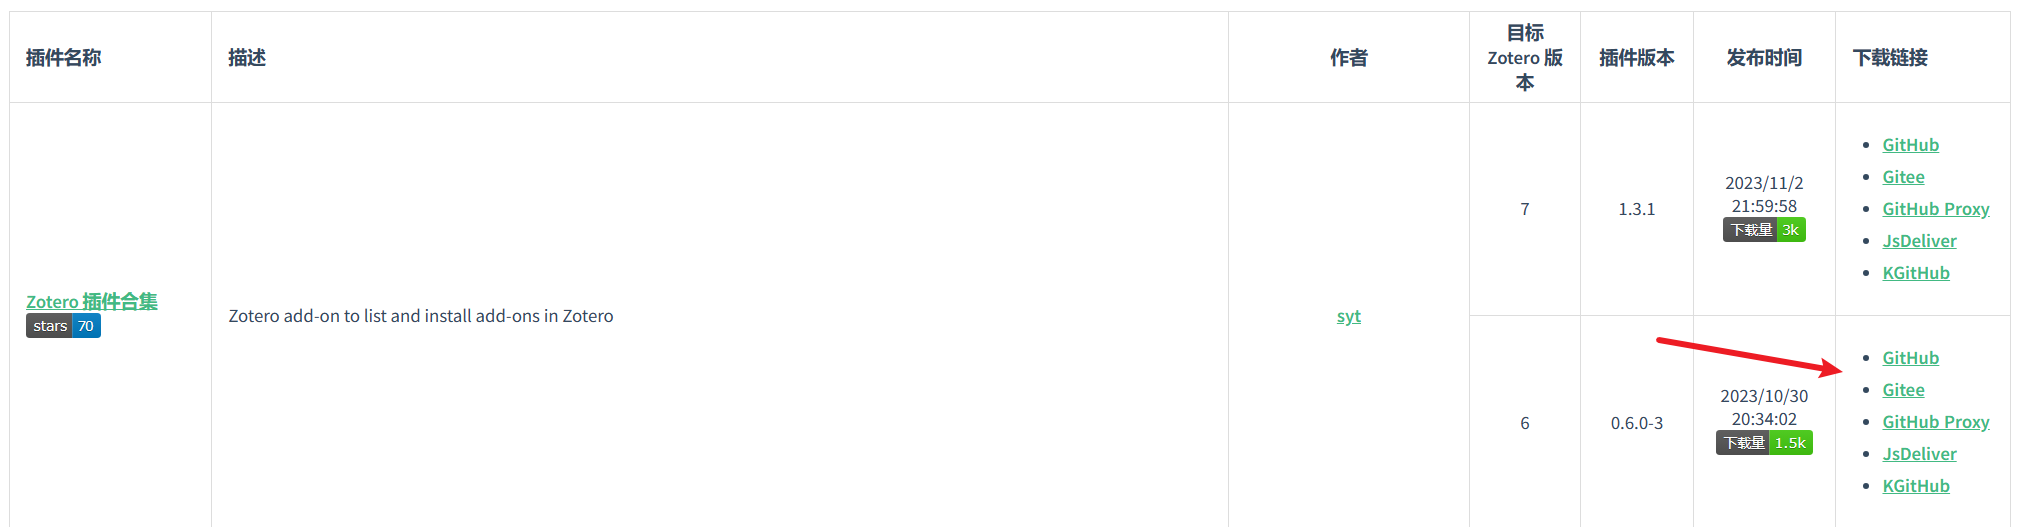 插件名称
描述
作者
目标
Zotero 版
本
插件版本
发布时间
下载链接
Zotero 插件合集
stars 70
Zotero add-on to list and install add-ons in Zotero
syt
7
1.3.1
2023/11/2
21:59:58
下载量 3k
GitHub
Gitee
GitHub Proxy
JsDeliver
KGitHub
6
0.6.0-3
2023/10/30
20:34:02
下载量 1.5k
GitHub
Gitee
GitHub Proxy
JsDeliver
KGitHub